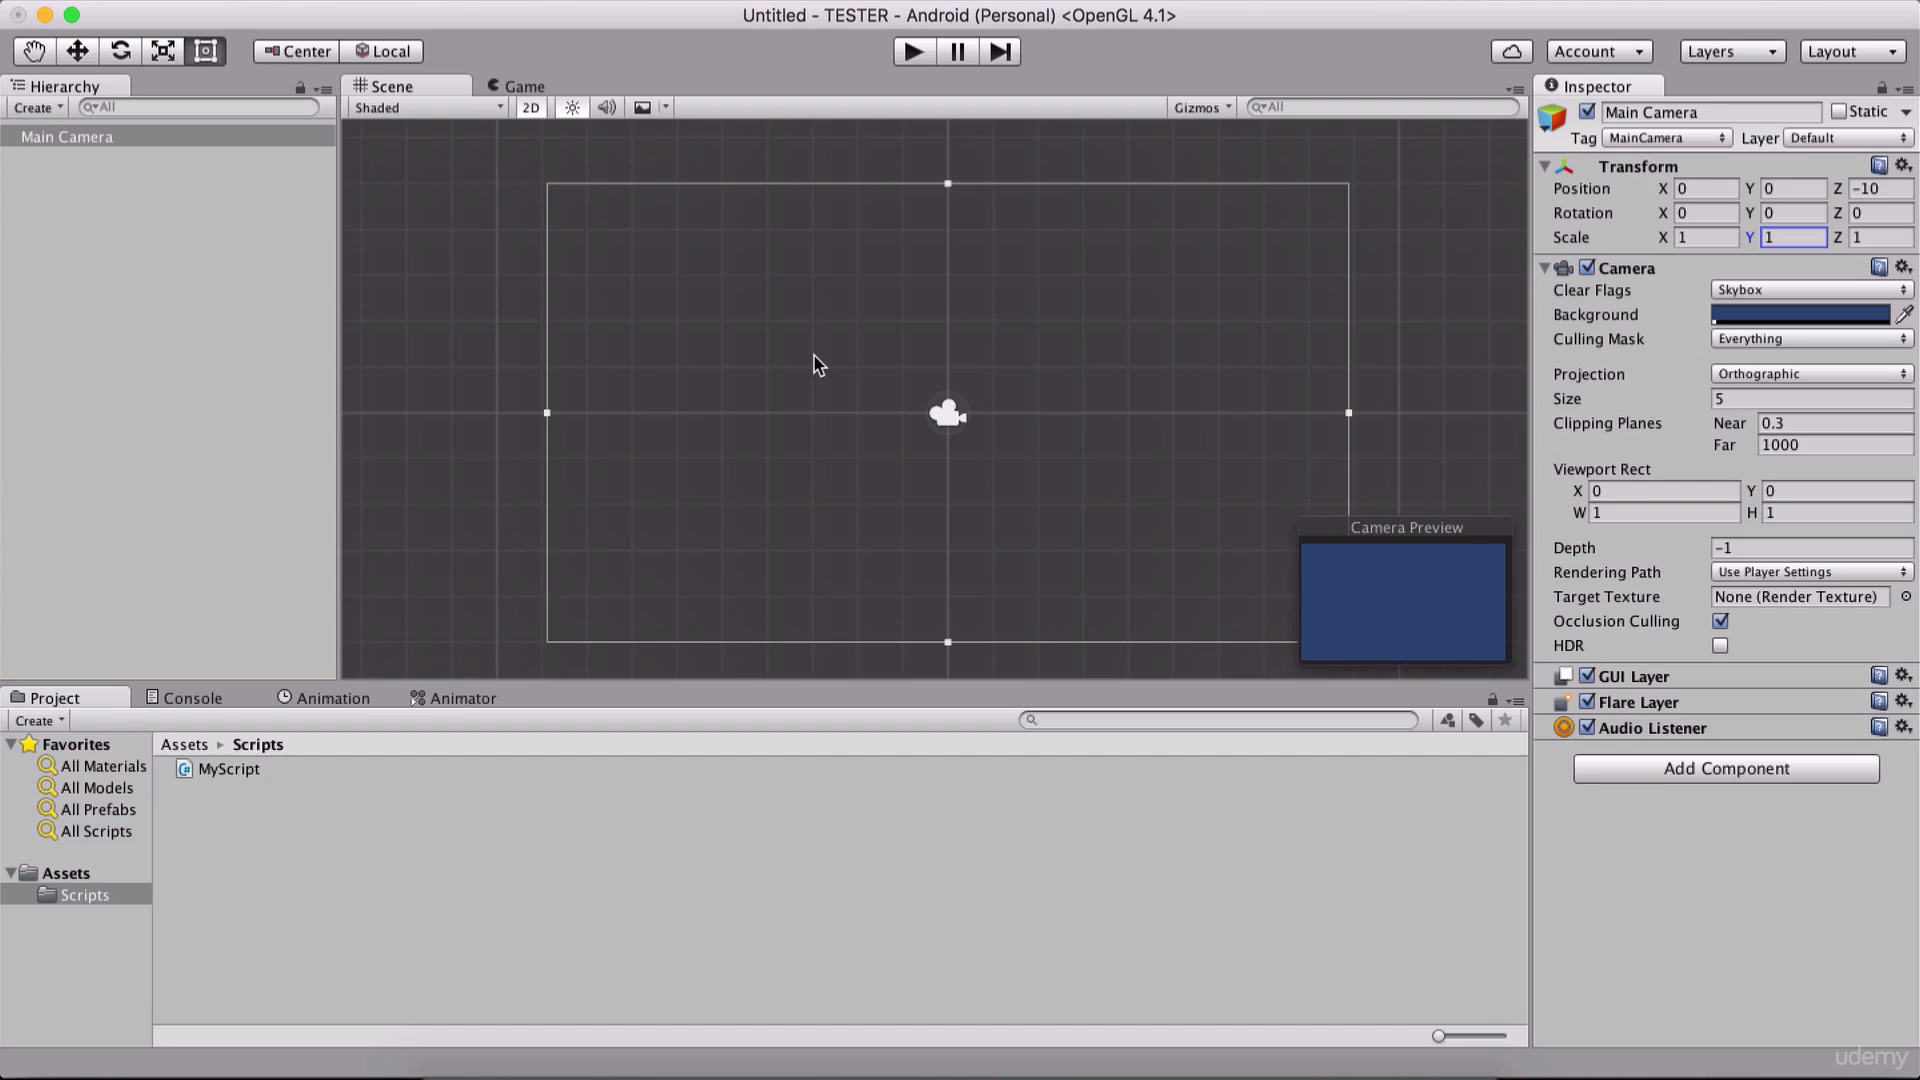 Untitled - TESTER - Android (Personal) <OpenGL 4.1>
Center Local Account Layers Layout
Hierarchy
Create All
Main Camera
Scene Game
Shaded 2D Gizmos All
Camera Preview
Inspector
Main Camera Static
Tag MainCamera Layer Default
Transform
Position X 0 Y 0 Z -10
Rotation X 0 Y 0 Z 0
Scale X 1 Y 1 Z 1
Camera
Clear Flags Skybox
Background
Culling Mask Everything
Projection Orthographic
Size 5
Clipping Planes Near 0.3
Far 1000
Viewport Rect
X 0 Y 0
W 1 H 1
Depth -1
Rendering Path Use Player Settings
Target Texture None (Render Texture)
Occlusion Culling
HDR
GUI Layer
Flare Layer
Audio Listener
Add Component
Project Console Animation Animator
Create
Favorites
All Materials
All Models
All Prefabs
All Scripts
Assets
Scripts
Assets ▸ Scripts
MyScript
udemy